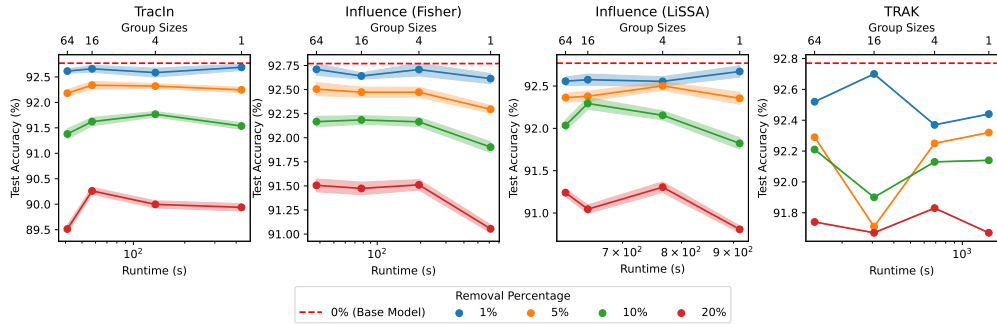 TracIn
Group Sizes
64 16 4 1
Test Accuracy (%)
92.5
92.0
91.5
91.0
90.5
90.0
89.5
10²
Runtime (s)
Influence (Fisher)
Group Sizes
64 16 4 1
Test Accuracy (%)
92.75
92.50
92.25
92.00
91.75
91.50
91.25
91.00
10²
Runtime (s)
Influence (LiSSA)
Group Sizes
64 16 4 1
Test Accuracy (%)
92.5
92.0
91.5
91.0
7 × 10² 8 × 10² 9 × 10²
Runtime (s)
TRAK
Group Sizes
64 16 4 1
Test Accuracy (%)
92.8
92.6
92.4
92.2
92.0
91.8
10³
Runtime (s)
Removal Percentage
0% (Base Model) 1% 5% 10% 20%